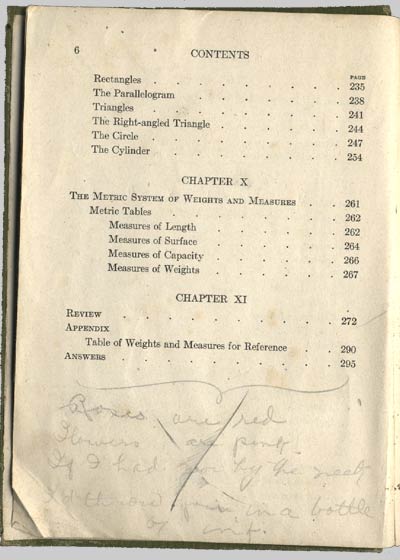 6 CONTENTS
PAGE
Rectangles . . . . . . . . 235
The Parallelogram . . . . . . . 238
Triangles . . . . . . . . 241
The Right-angled Triangle . . . . . 244
The Circle . . . . . . . . 247
The Cylinder . . . . . . . 254
CHAPTER X
THE METRIC SYSTEM OF WEIGHTS AND MEASURES . . 261
Metric Tables . . . . . . . 262
Measures of Length . . . . . . 262
Measures of Surface . . . . . . 264
Measures of Capacity . . . . . 266
Measures of Weights . . . . . 267
CHAPTER XI
REVIEW . . . . . . . . . 272
APPENDIX
Table of Weights and Measures for Reference . . 290
ANSWERS . . . . . . . . . 295
Roses are red
Flowers are pink
If I had you by the neck
I'd throw you in a bottle
of ink.